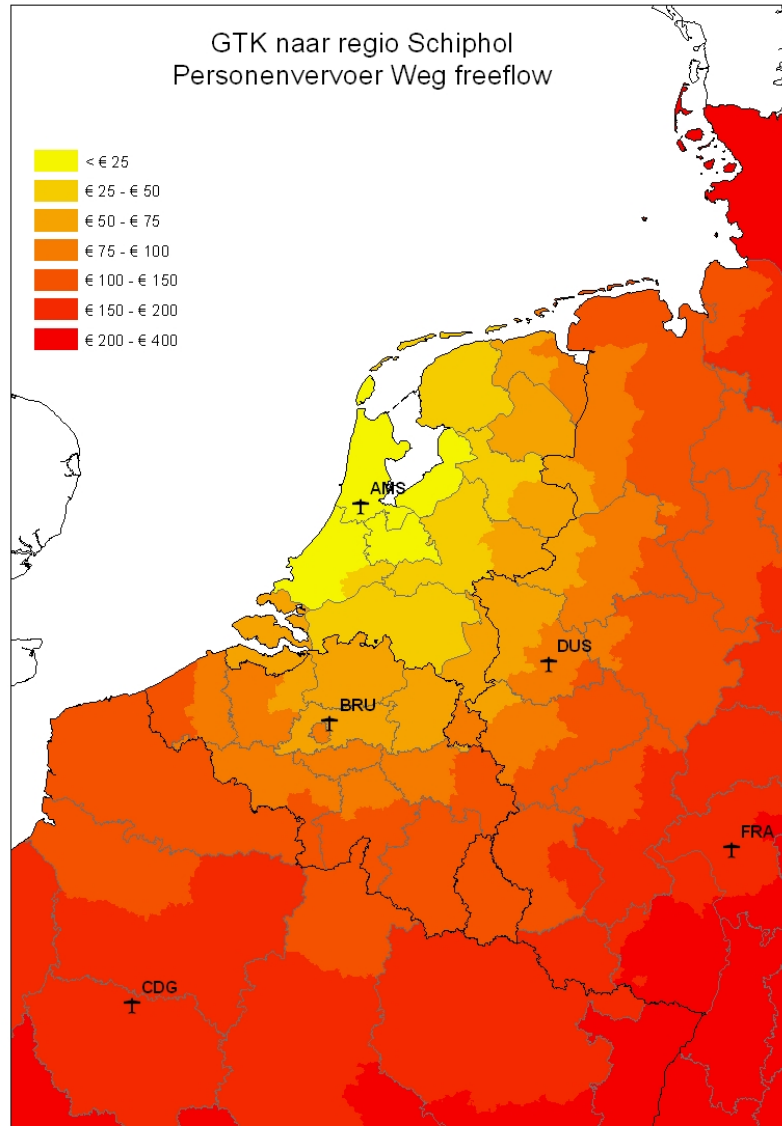 GTK naar regio Schiphol
Personenvervoer Weg freeflow
< € 25
€ 25 - € 50
€ 50 - € 75
€ 75 - € 100
€ 100 - € 150
€ 150 - € 200
€ 200 - € 400
AMS
DUS
BRU
FRA
CDG